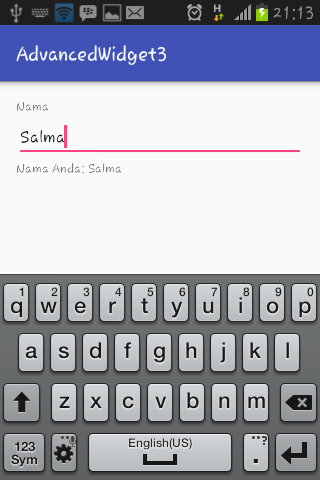 21:13
AdvancedWidget3
Nama
Salma
Nama Anda: Salma
1 2 3 4 5 6 7 8 9 0
q w e r t y u i o p
a s d f g h j k l
z x c v b n m
123 English(US) ...?
Sym .